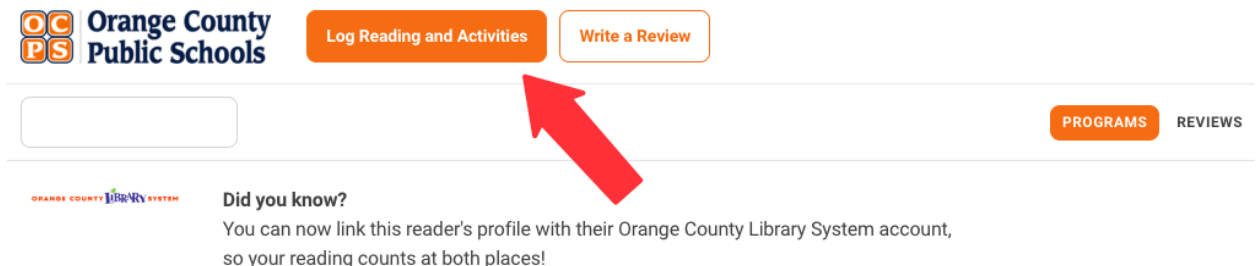 OC Orange County
PS Public Schools
Log Reading and Activities
Write a Review
PROGRAMS
REVIEWS
ORANGE COUNTY LIBRARY SYSTEM
Did you know?
You can now link this reader's profile with their Orange County Library System account,
so your reading counts at both places!